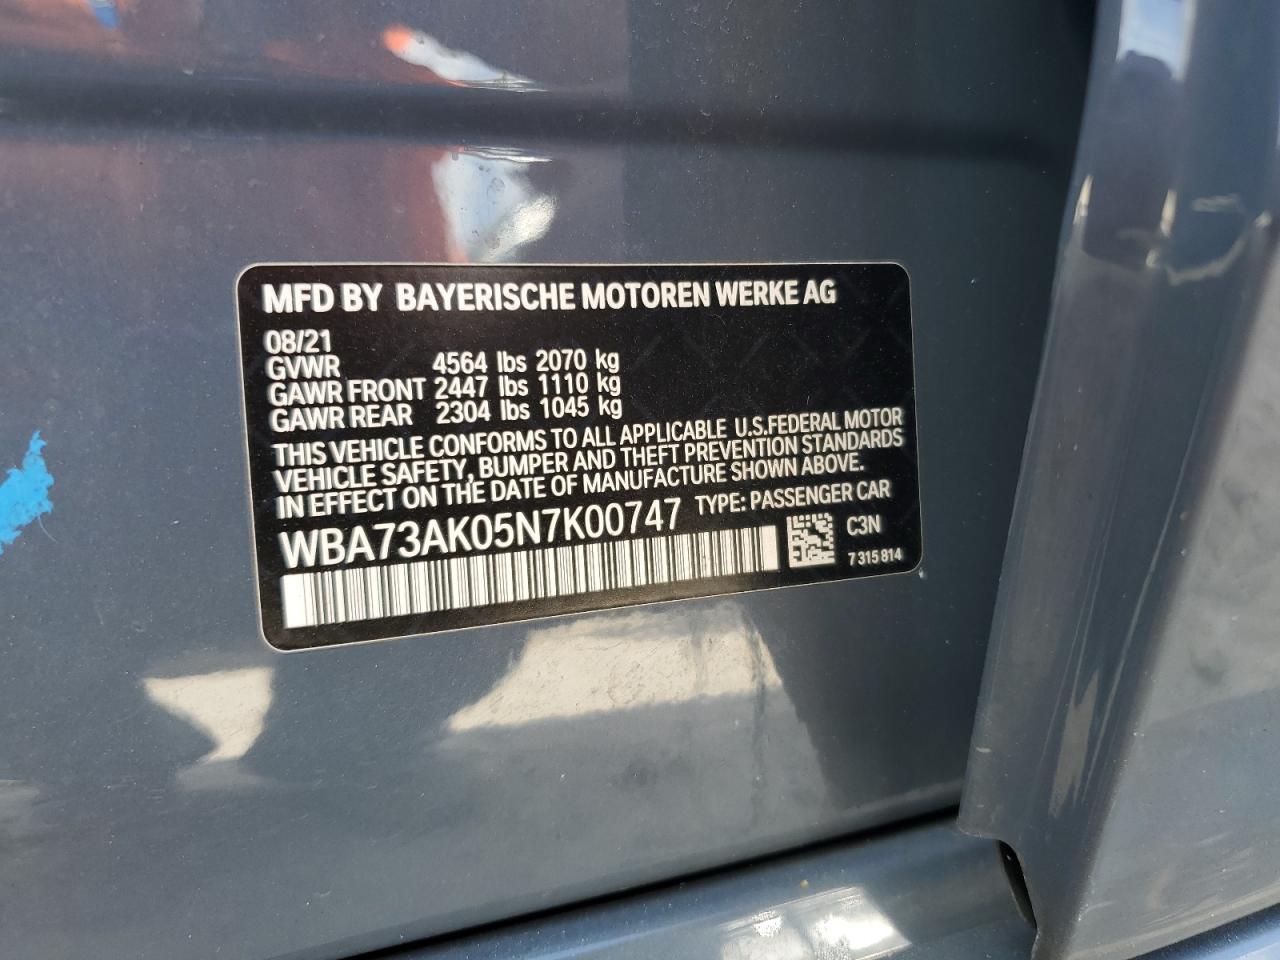 MFD BY BAYERISCHE MOTOREN WERKE AG
08/21
GVWR 4564 lbs 2070 kg
GAWR FRONT 2447 lbs 1110 kg
GAWR REAR 2304 lbs 1045 kg
THIS VEHICLE CONFORMS TO ALL APPLICABLE U.S.FEDERAL MOTOR
VEHICLE SAFETY, BUMPER AND THEFT PREVENTION STANDARDS
IN EFFECT ON THE DATE OF MANUFACTURE SHOWN ABOVE.
WBA73AK05N7K00747 TYPE: PASSENGER CAR
C3N
7 315 814